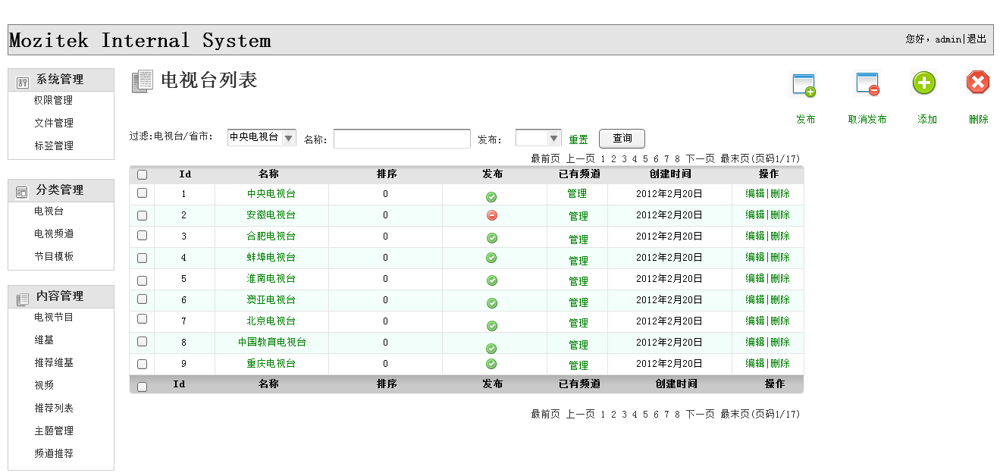 Mozitek Internal System
您好，admin|退出
系统管理
权限管理
文件管理
标签管理
分类管理
电视台
电视频道
节目模板
内容管理
电视节目
维基
推荐维基
视频
推荐列表
主题管理
频道推荐
电视台列表
发布 取消发布 添加 删除
过滤:电视台/省市: 中央电视台 名称: 发布: 重置 查询
最前页 上一页 1 2 3 4 5 6 7 8 下一页 最末页(页码1/17)
Id 名称 排序 发布 已有频道 创建时间 操作
1 中央电视台 0 管理 2012年2月20日 编辑|删除
2 安徽电视台 0 管理 2012年2月20日 编辑|删除
3 合肥电视台 0 管理 2012年2月20日 编辑|删除
4 蚌埠电视台 0 管理 2012年2月20日 编辑|删除
5 淮南电视台 0 管理 2012年2月20日 编辑|删除
6 澳亚电视台 0 管理 2012年2月20日 编辑|删除
7 北京电视台 0 管理 2012年2月20日 编辑|删除
8 中国教育电视台 0 管理 2012年2月20日 编辑|删除
9 重庆电视台 0 管理 2012年2月20日 编辑|删除
Id 名称 排序 发布 已有频道 创建时间 操作
最前页 上一页 1 2 3 4 5 6 7 8 下一页 最末页(页码1/17)